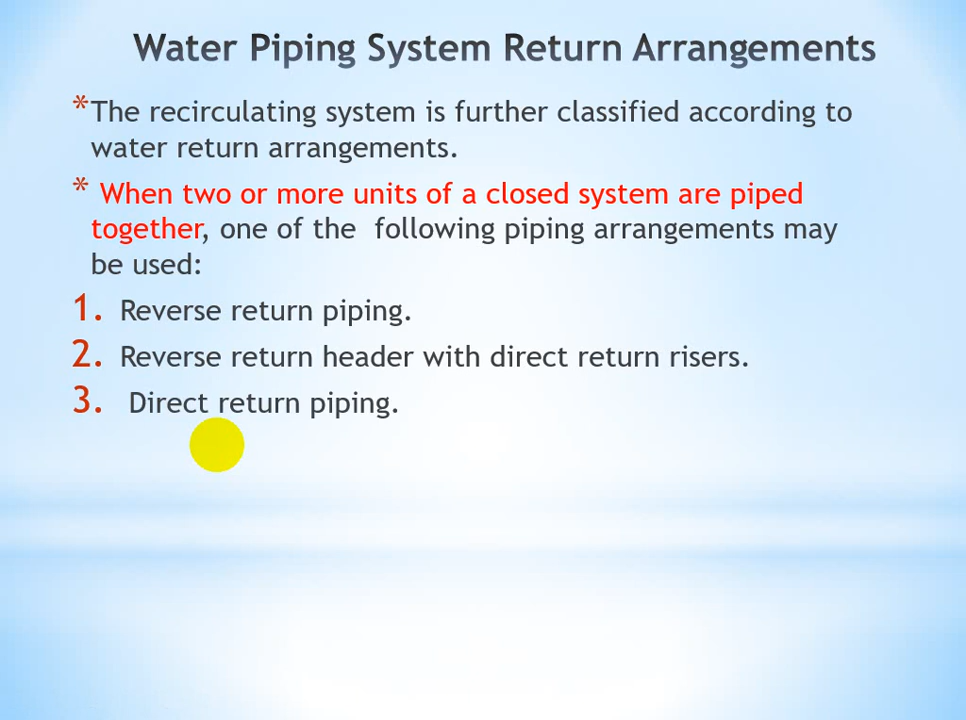 Water Piping System Return Arrangements
*The recirculating system is further classified according to
water return arrangements.
* When two or more units of a closed system are piped
together, one of the following piping arrangements may
be used:
1. Reverse return piping.
2. Reverse return header with direct return risers.
3. Direct return piping.